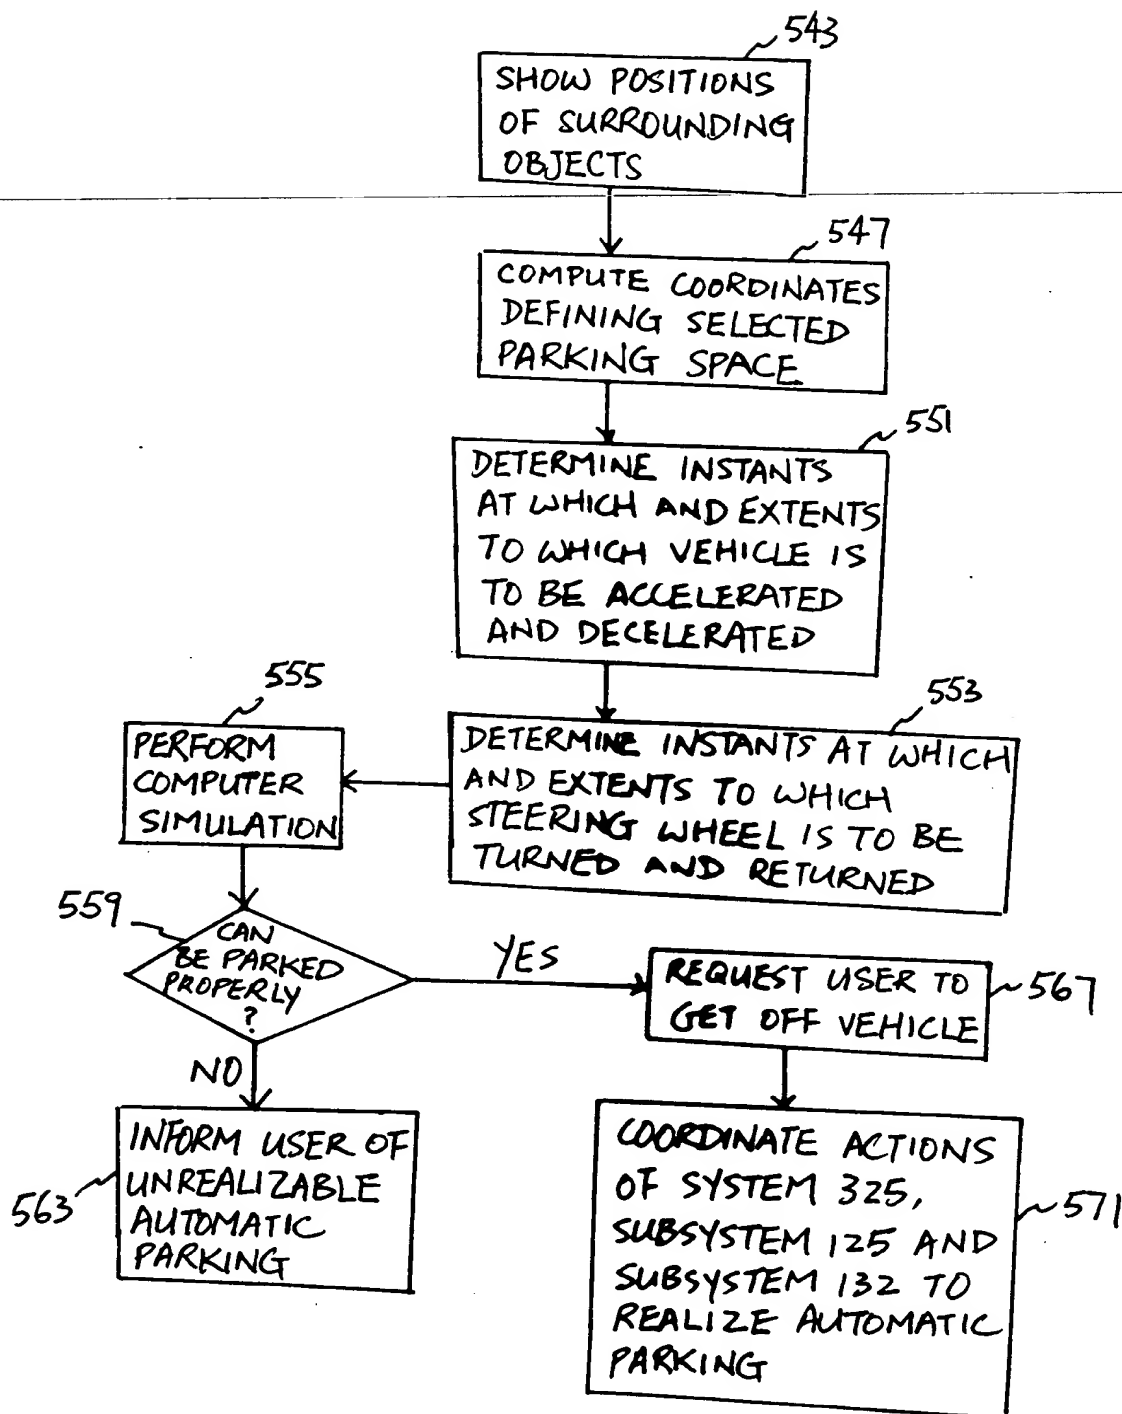 543
SHOW POSITIONS
OF SURROUNDING
OBJECTS
547
COMPUTE COORDINATES
DEFINING SELECTED
PARKING SPACE
551
DETERMINE INSTANTS
AT WHICH AND EXTENTS
TO WHICH VEHICLE IS
TO BE ACCELERATED
AND DECELERATED
553
DETERMINE INSTANTS AT WHICH
AND EXTENTS TO WHICH
STEERING WHEEL IS TO BE
TURNED AND RETURNED
555
PERFORM
COMPUTER
SIMULATION
559
CAN
BE PARKED
PROPERLY
?
YES
NO
REQUEST USER TO
GET OFF VEHICLE
567
INFORM USER OF
UNREALIZABLE
AUTOMATIC
PARKING
563
COORDINATE ACTIONS
OF SYSTEM 325,
SUBSYSTEM 125 AND
SUBSYSTEM 132 TO
REALIZE AUTOMATIC
PARKING
571